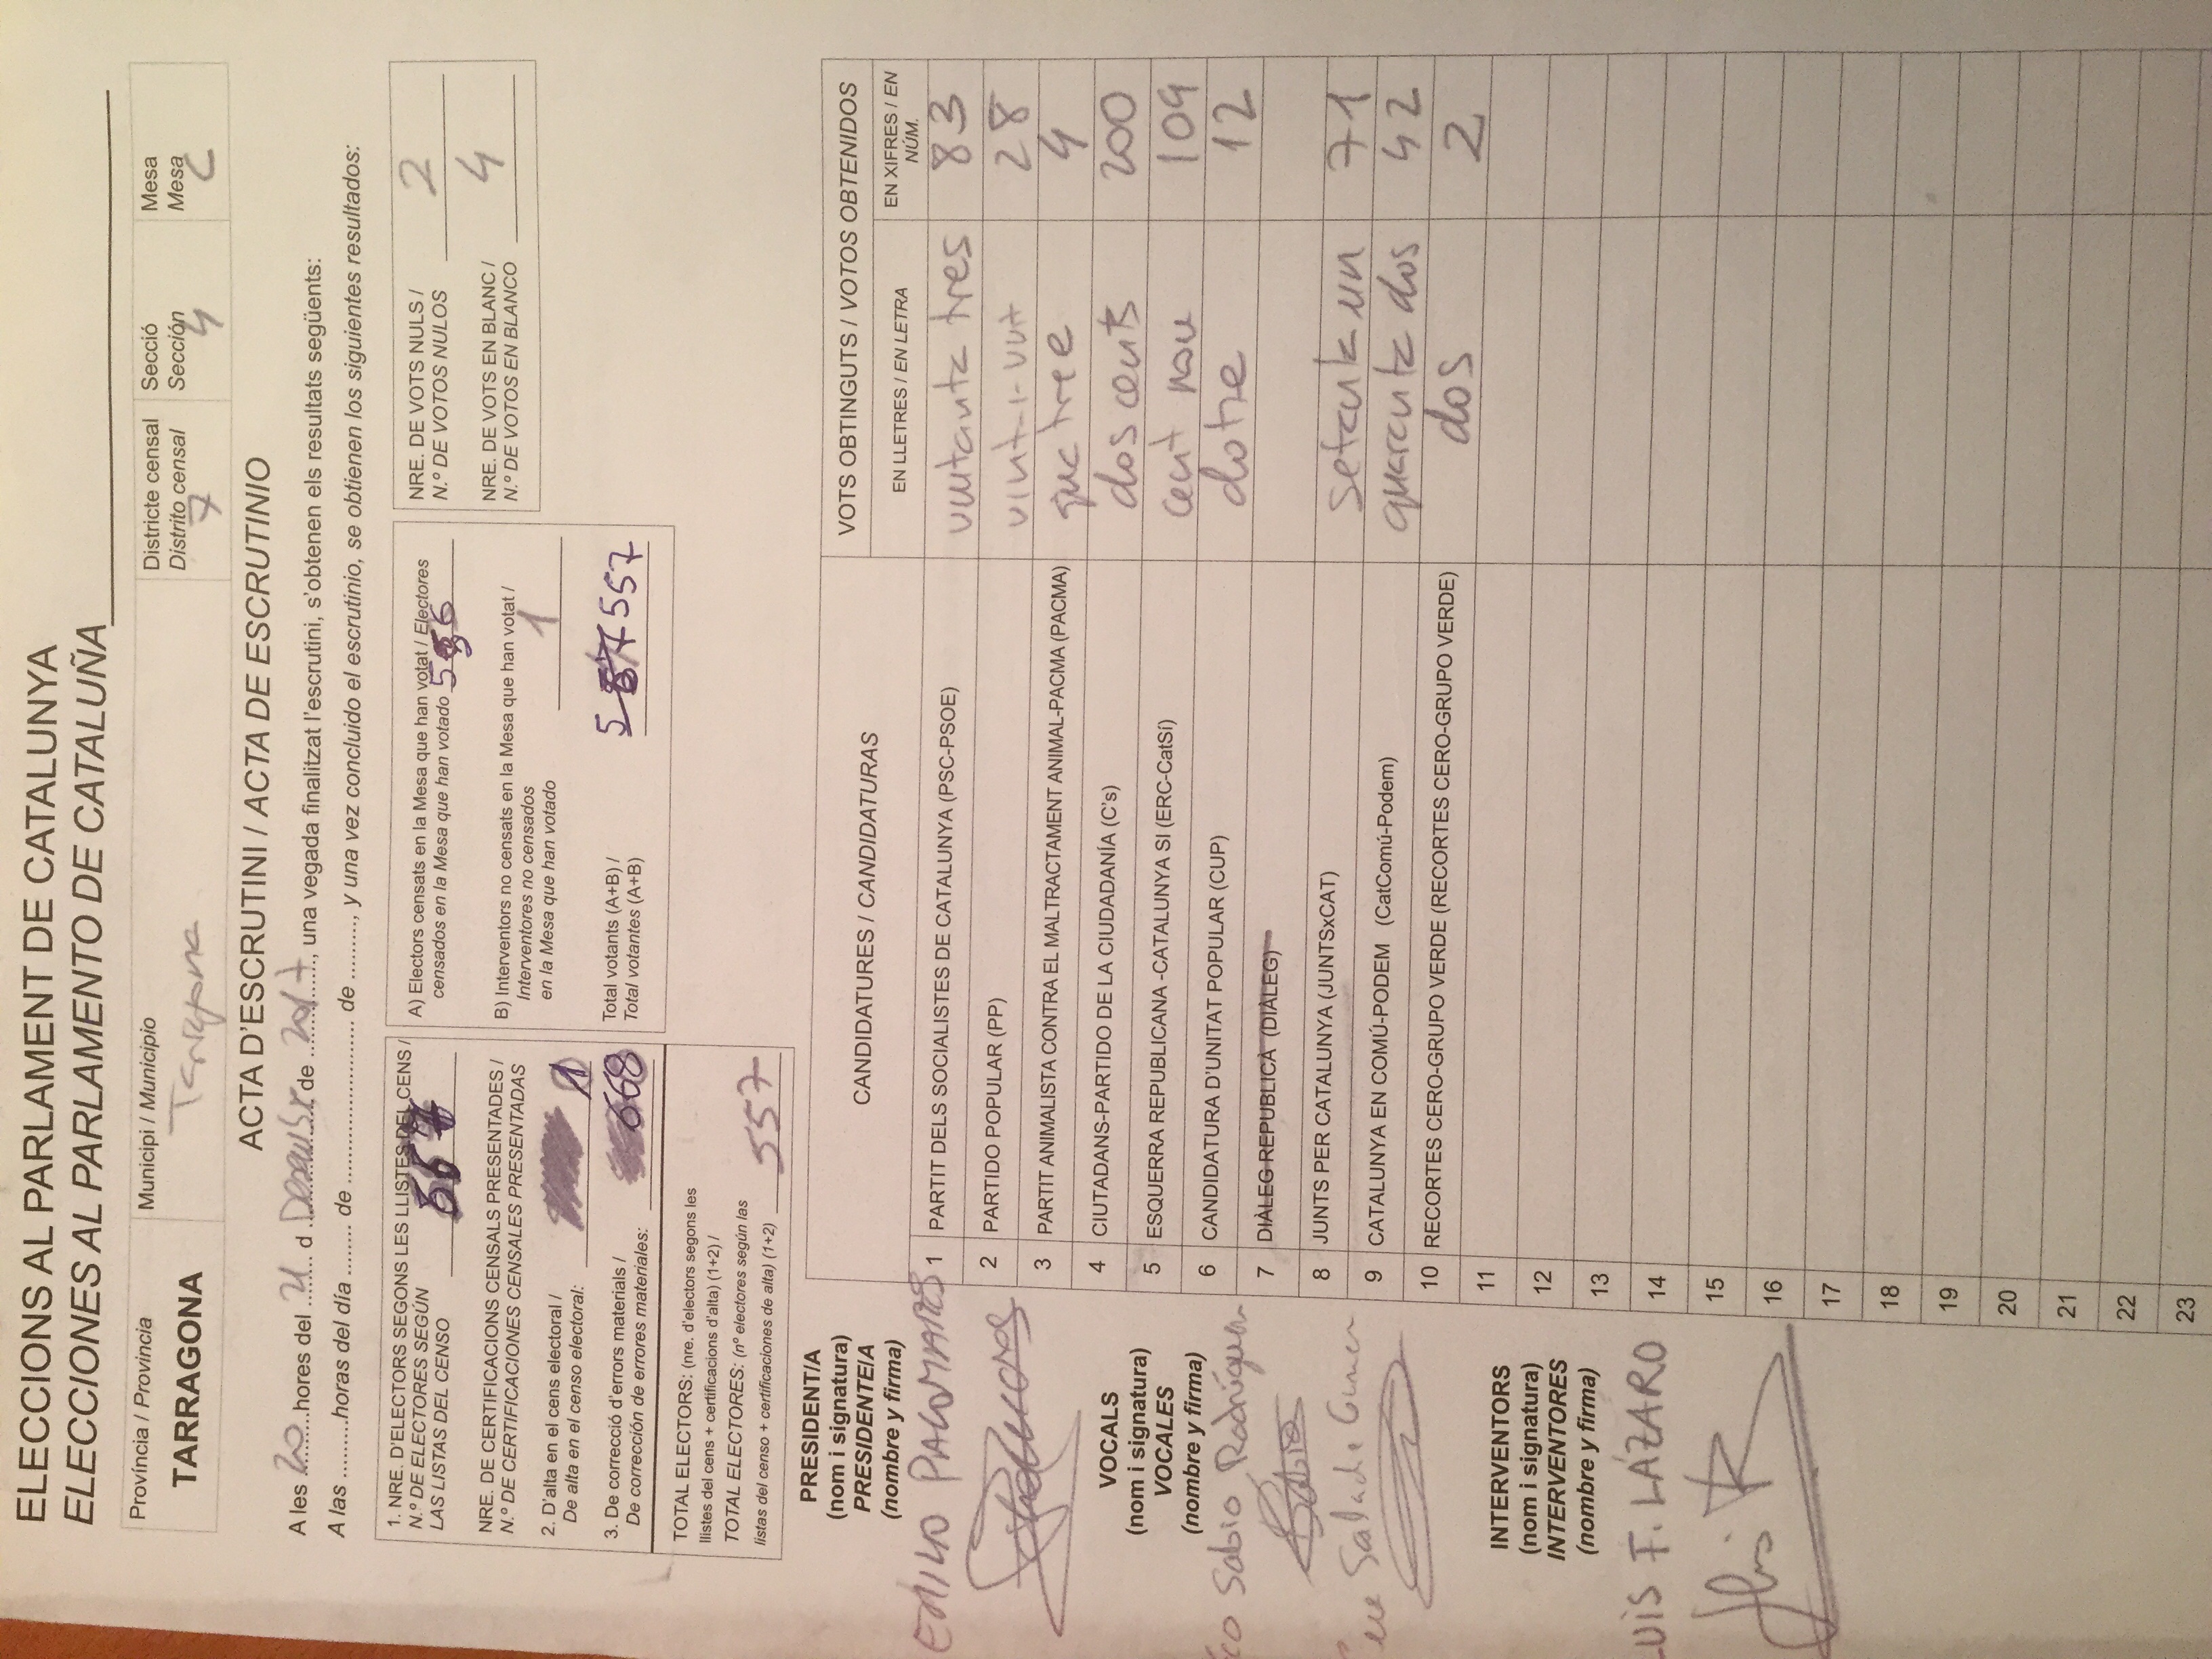 ELECCIONS AL PARLAMENT DE CATALUNYA
ELECCIONES AL PARLAMENTO DE CATALUÑA
Província / Provincia
TARRAGONA
Municipi / Municipio
Tarragona
Districte censal
Distrito censal
7
Secció
Sección
4
Mesa
Mesa
C
ACTA D'ESCRUTINI / ACTA DE ESCRUTINIO
A les 20 hores del 21 d Desembre de 2017, una vegada finalitzat l'escrutini, s'obtenen els resultats següents:
A las .........horas del día ........ de ........................... de ........., y una vez concluido el escrutinio, se obtienen los siguientes resultados:
1. NRE. D'ELECTORS SEGONS LES LLISTES DEL CENS /
N.º DE ELECTORES SEGÚN
LAS LISTAS DEL CENSO 667
NRE. DE CERTIFICACIONS CENSALS PRESENTADES /
N.º DE CERTIFICACIONES CENSALES PRESENTADAS
2. D'alta en el cens electoral /
De alta en el censo electoral: 1
3. De correcció d'errors materials /
De corrección de errores materiales: 668
TOTAL ELECTORS: (nre. d'electors segons les
llistes del cens + certificacions d'alta) (1+2) /
TOTAL ELECTORES: (nº electores según las
listas del censo + certificaciones de alta) (1+2) 557
A) Electors censats en la Mesa que han votat / Electores
censados en la Mesa que han votado 556
B) Interventors no censats en la Mesa que han votat /
Interventores no censados
en la Mesa que han votado 1
Total votants (A+B) /
Total votantes (A+B) 557
NRE. DE VOTS NULS /
N.º DE VOTOS NULOS 2
NRE. DE VOTS EN BLANC /
N.º DE VOTOS EN BLANCO 4
PRESIDENT/A
(nom i signatura)
PRESIDENTE/A
(nombre y firma)
EMILIO PALOMARES
VOCALS
(nom i signatura)
VOCALES
(nombre y firma)
Sabio Rodríguez
INTERVENTORS
(nom i signatura)
INTERVENTORES
(nombre y firma)
LUIS F. LÁZARO
CANDIDATURES / CANDIDATURAS
VOTS OBTINGUTS / VOTOS OBTENIDOS
EN LLETRES / EN LETRA
EN XIFRES / EN
NÚM.
1 PARTIT DELS SOCIALISTES DE CATALUNYA (PSC-PSOE) vuitanta tres 83
2 PARTIDO POPULAR (PP) vint-i-vuit 28
3 PARTIT ANIMALISTA CONTRA EL MALTRACTAMENT ANIMAL-PACMA (PACMA) quatree 4
4 CIUTADANS-PARTIDO DE LA CIUDADANÍA (C's) dos cents 200
5 ESQUERRA REPUBLICANA -CATALUNYA SI (ERC-CatSí) cent nou 109
6 CANDIDATURA D'UNITAT POPULAR (CUP) dotze 12
7 DIÀLEG REPUBLICÀ (DIÀLEG)
8 JUNTS PER CATALUNYA (JUNTSxCAT) setanta un 71
9 CATALUNYA EN COMÚ-PODEM (CatComú-Podem) quaranta dos 42
10 RECORTES CERO-GRUPO VERDE (RECORTES CERO-GRUPO VERDE) dos 2
11
12
13
14
15
16
17
18
19
20
21
22
23